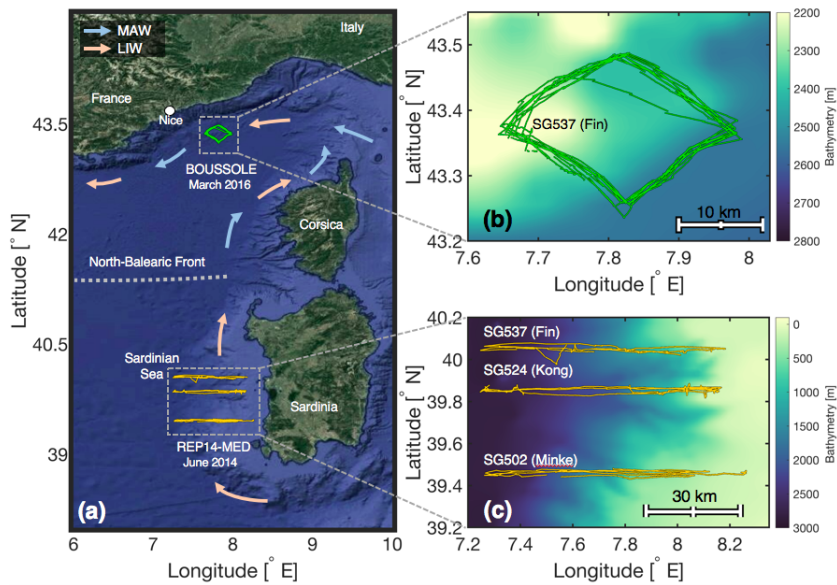 MAW
LIW
Italy
France
Nice
BOUSSOLE
March 2016
Corsica
North-Balearic Front
Sardinian
Sea
Sardinia
REP14-MED
June 2014
(a)
43.5
42
40.5
39
Latitude [° N]
6 7 8 9 10
Longitude [° E]
43.5
43.4
43.3
43.2
Latitude [° N]
SG537 (Fin)
(b)
10 km
7.6 7.7 7.8 7.9 8
Longitude [° E]
2200
2300
2400
2500
2600
2700
2800
Bathymetry [m]
40.2
40
39.8
39.6
39.4
39.2
Latitude [° N]
SG537 (Fin)
SG524 (Kong)
SG502 (Minke)
(c)
30 km
7.2 7.4 7.6 7.8 8 8.2
Longitude [° E]
0
500
1000
1500
2000
2500
3000
Bathymetry [m]